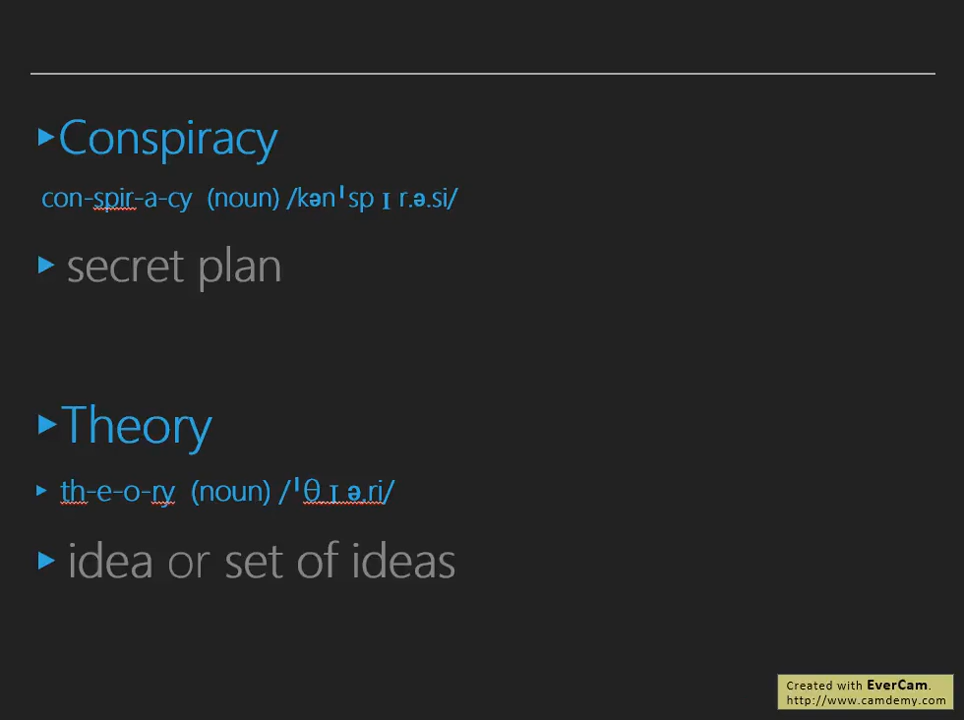 Conspiracy
con-spir-a-cy (noun) /kənˈsp ɪ r.ə.si/
secret plan
Theory
th-e-o-ry (noun) /ˈθ ɪ ə.ri/
idea or set of ideas
Created with EverCam.
http://www.camdemy.com